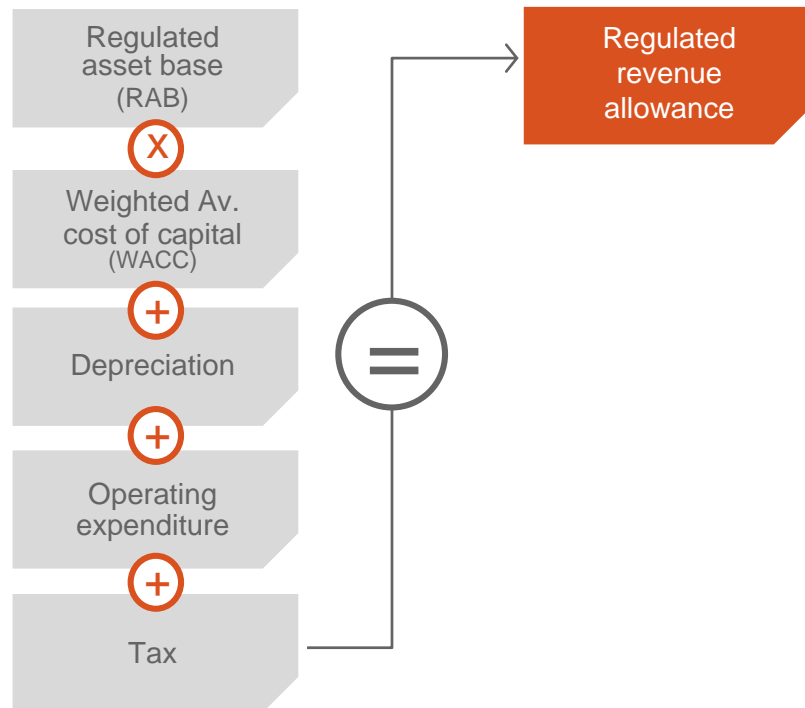 Regulated
asset base
(RAB)
X
Weighted Av.
cost of capital
(WACC)
+
Depreciation
+
Operating
expenditure
+
Tax
=
Regulated
revenue
allowance